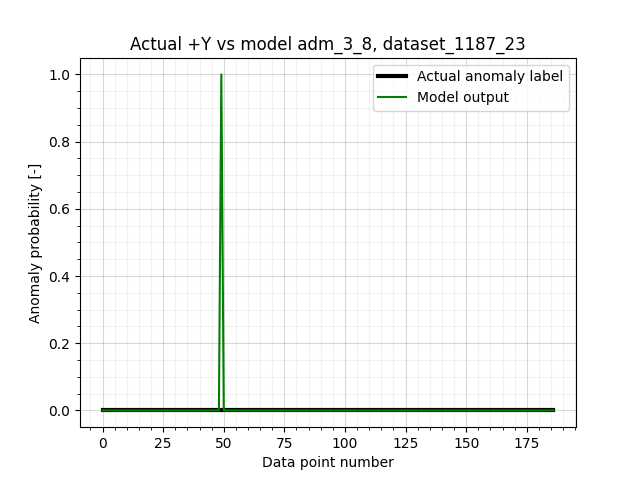 Actual +Y vs model adm_3_8, dataset_1187_23
Actual anomaly label
Model output
Anomaly probability [-]
1.0
0.8
0.6
0.4
0.2
0.0
0 25 50 75 100 125 150 175
Data point number